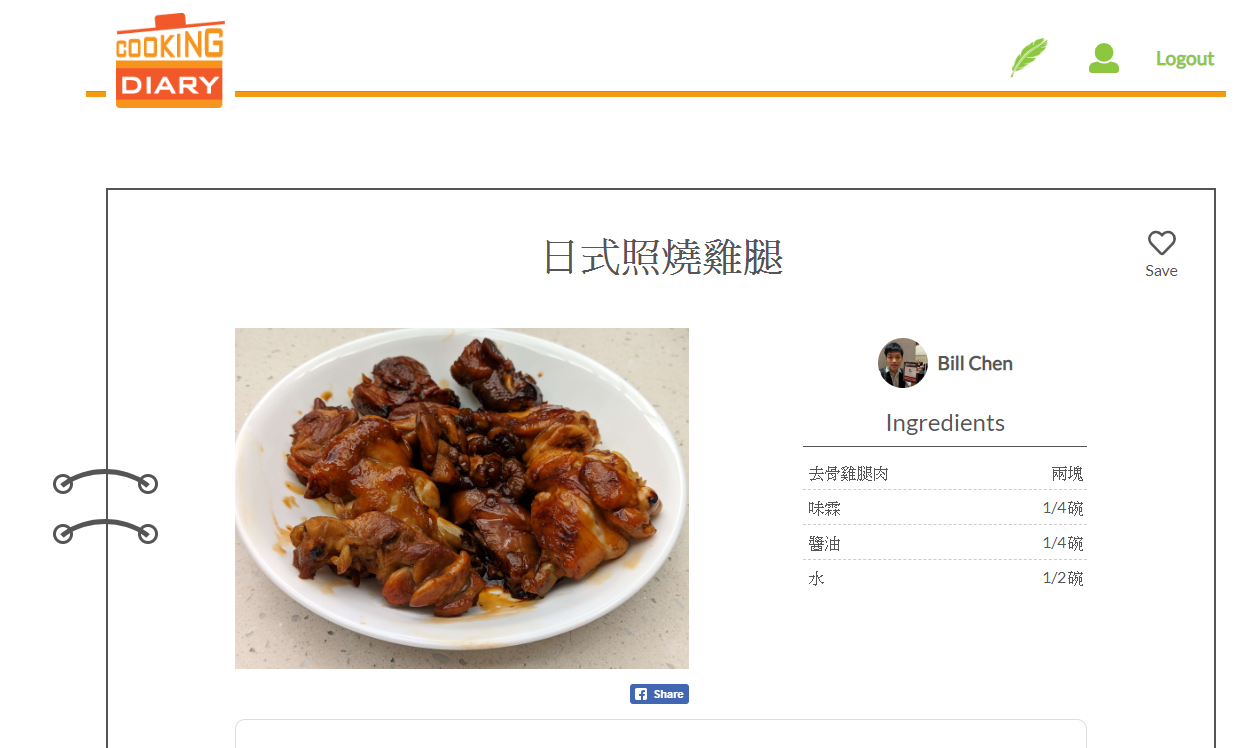 COOKING
DIARY
Logout
日式照燒雞腿
Save
Bill Chen
Ingredients
去骨雞腿肉 兩塊
味霖 1/4碗
醬油 1/4碗
水 1/2碗
Share